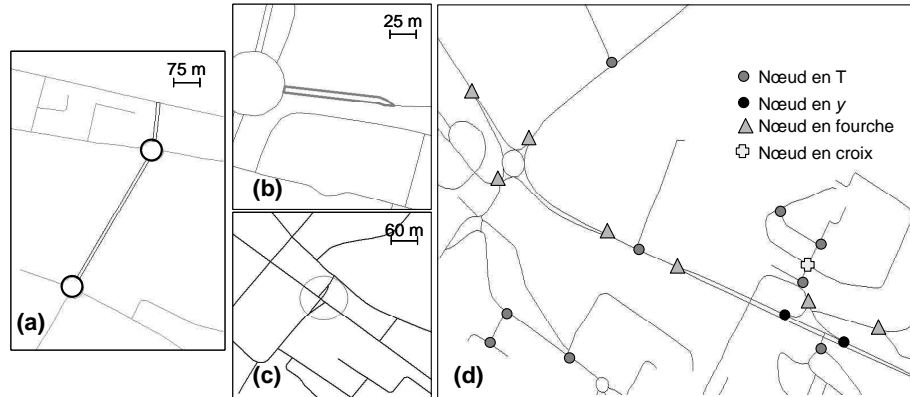 75 m
(a)
25 m
(b)
60 m
(c)
Nœud en T
Nœud en y
Nœud en fourche
Nœud en croix
(d)